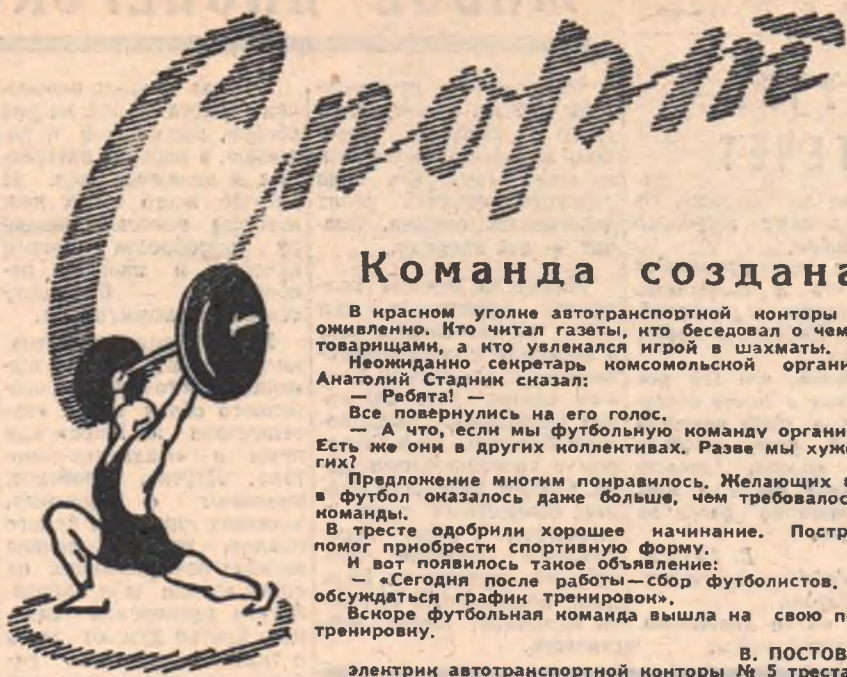 Спорт
Команда создана
В красном уголке автотранспортной конторы
оживленно. Кто читал газеты, кто беседовал о чем
товарищами, а кто увлекался игрой в шахматы.
Неожиданно секретарь комсомольской органи
Анатолий Стадник сказал:
— Ребята! —
Все повернулись на его голос.
— А что, если мы футбольную команду органи
Есть же они в других коллективах. Разве мы хуже
гих?
Предложение многим понравилось. Желающих
в футбол оказалось даже больше, чем требовалос
команды.
В тресте одобрили хорошее начинание. Постр
помог приобрести спортивную форму.
И вот появилось такое объявление:
— «Сегодня после работы—сбор футболистов.
обсуждаться график тренировок».
Вскоре футбольная команда вышла на свою п
тренировку.
В. ПОСТОВ
электрик автотранспортной конторы № 5 треста